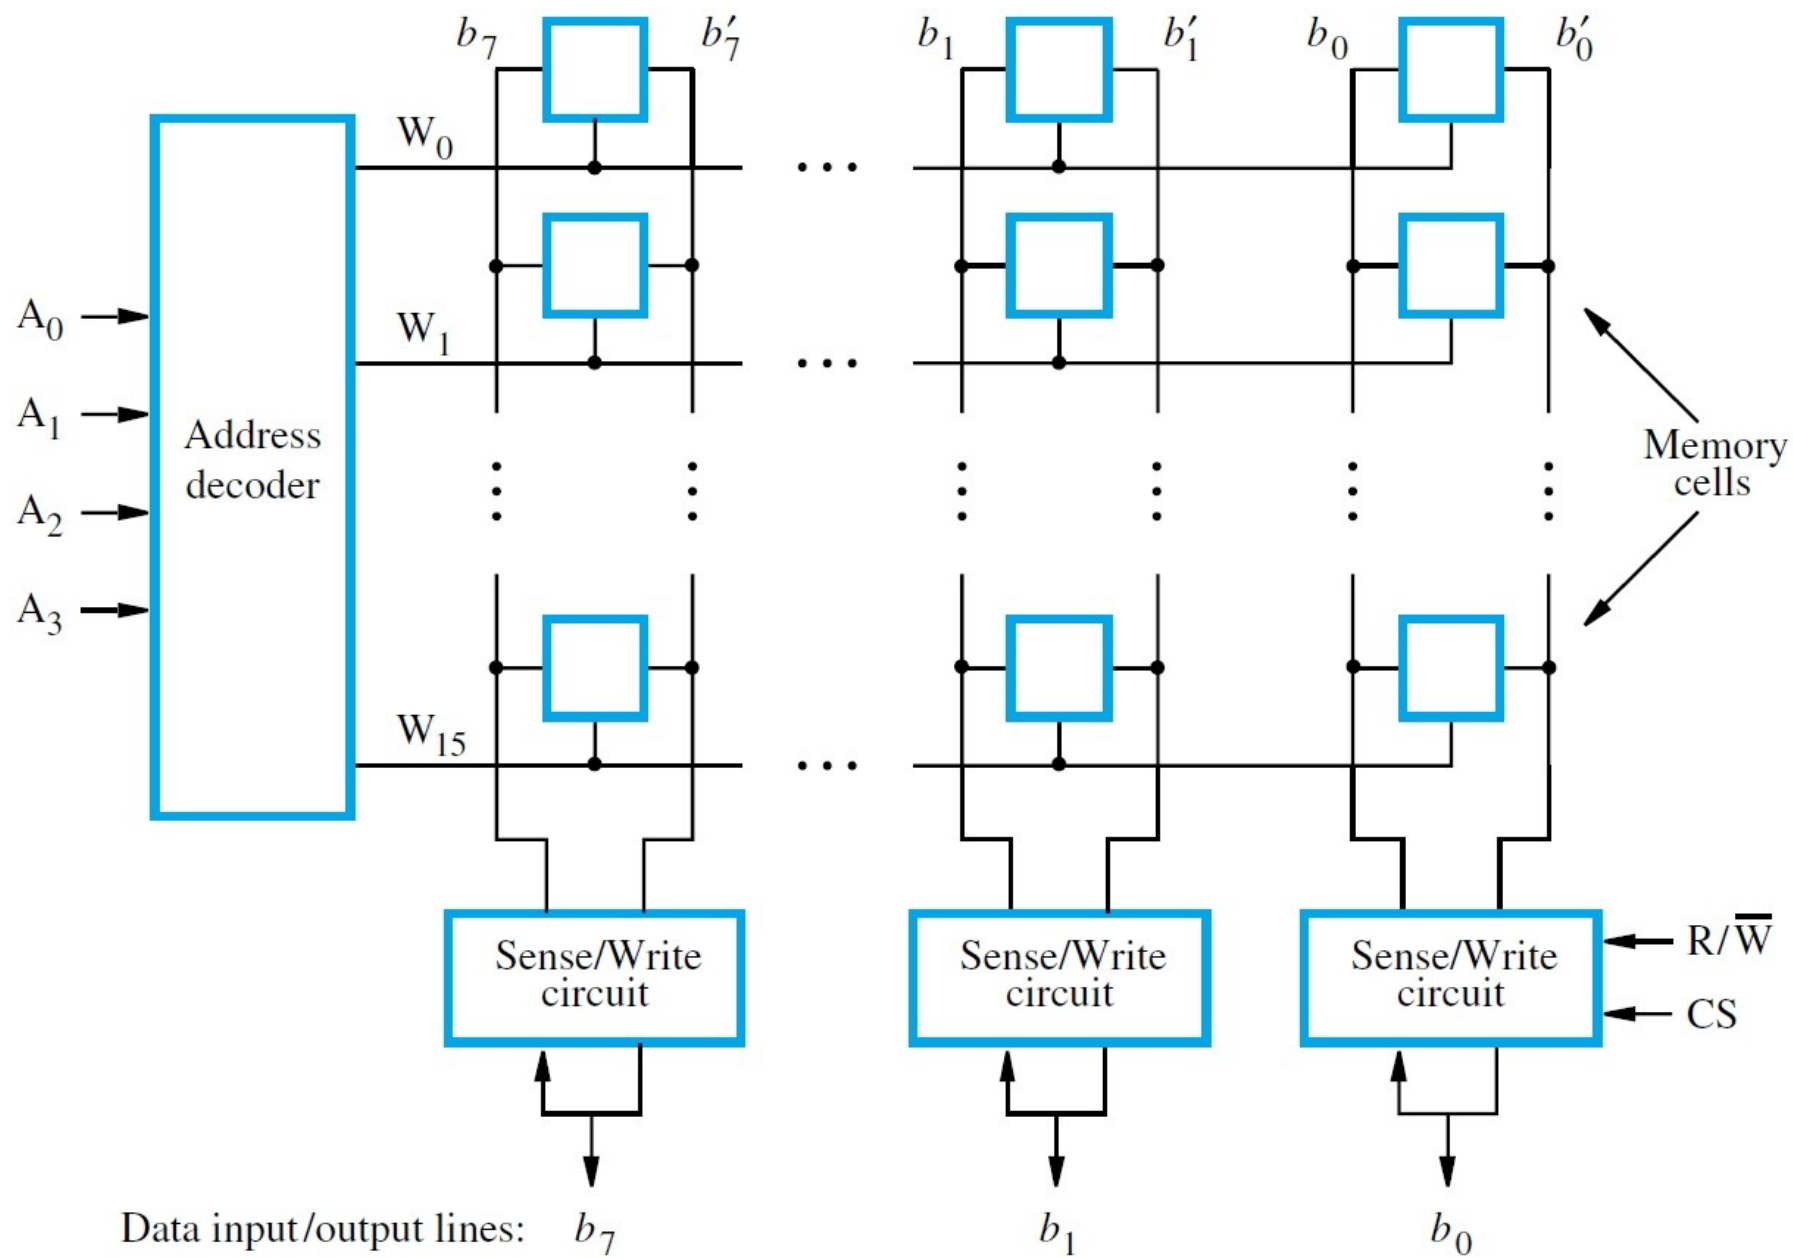 b₇ b′₇ b₁ b′₁ b₀ b′₀
W₀
A₀
W₁
A₁
Address
decoder
Memory
cells
A₂
A₃
W₁₅
Sense/Write
circuit
Sense/Write
circuit
Sense/Write
circuit
R/W̅
CS
Data input/output lines: b₇ b₁ b₀